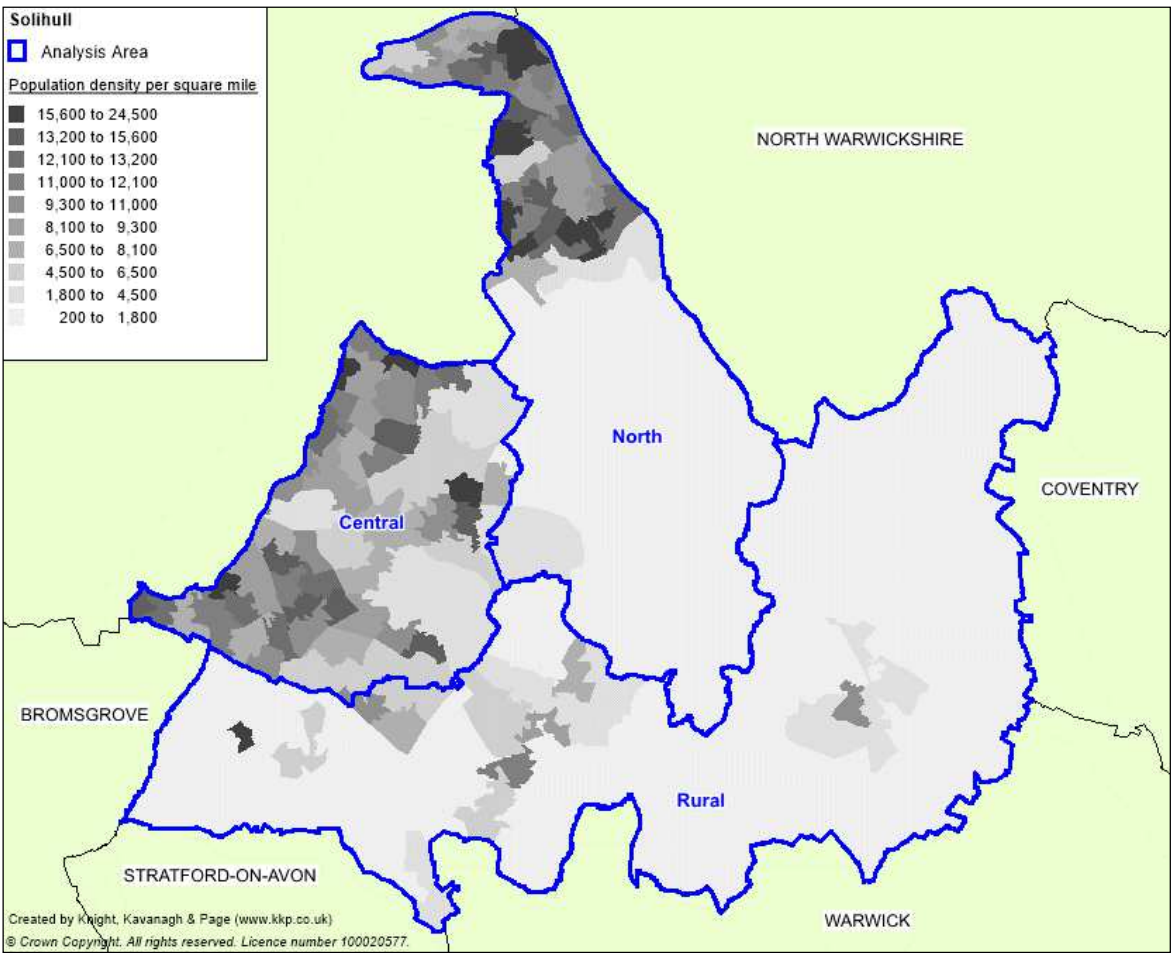 Solihull
Analysis Area
Population density per square mile
15,600 to 24,500
13,200 to 15,600
12,100 to 13,200
11,000 to 12,100
9,300 to 11,000
8,100 to 9,300
6,500 to 8,100
4,500 to 6,500
1,800 to 4,500
200 to 1,800
NORTH WARWICKSHIRE
North
COVENTRY
Central
BROMSGROVE
Rural
STRATFORD-ON-AVON
WARWICK
Created by Knight, Kavanagh & Page (www.kkp.co.uk)
© Crown Copyright. All rights reserved. Licence number 100020577.